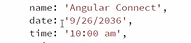 name: 'Angular Connect',
date: '9/26/2036',
time: '10:00 am',